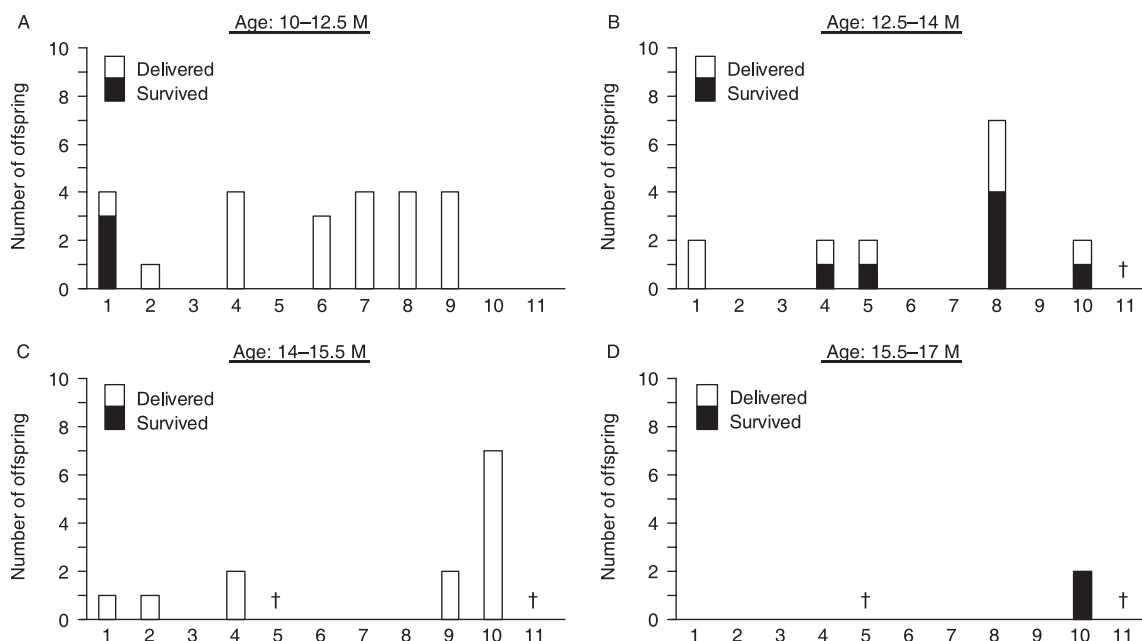 A
Age: 10–12.5 M
Number of offspring
10
8
6
4
2
0
Delivered
Survived
1 2 3 4 5 6 7 8 9 10 11
B
Age: 12.5–14 M
Number of offspring
10
8
6
4
2
0
Delivered
Survived
†
1 2 3 4 5 6 7 8 9 10 11
C
Age: 14–15.5 M
Number of offspring
10
8
6
4
2
0
Delivered
Survived
† †
1 2 3 4 5 6 7 8 9 10 11
D
Age: 15.5–17 M
Number of offspring
10
8
6
4
2
0
Delivered
Survived
† †
1 2 3 4 5 6 7 8 9 10 11